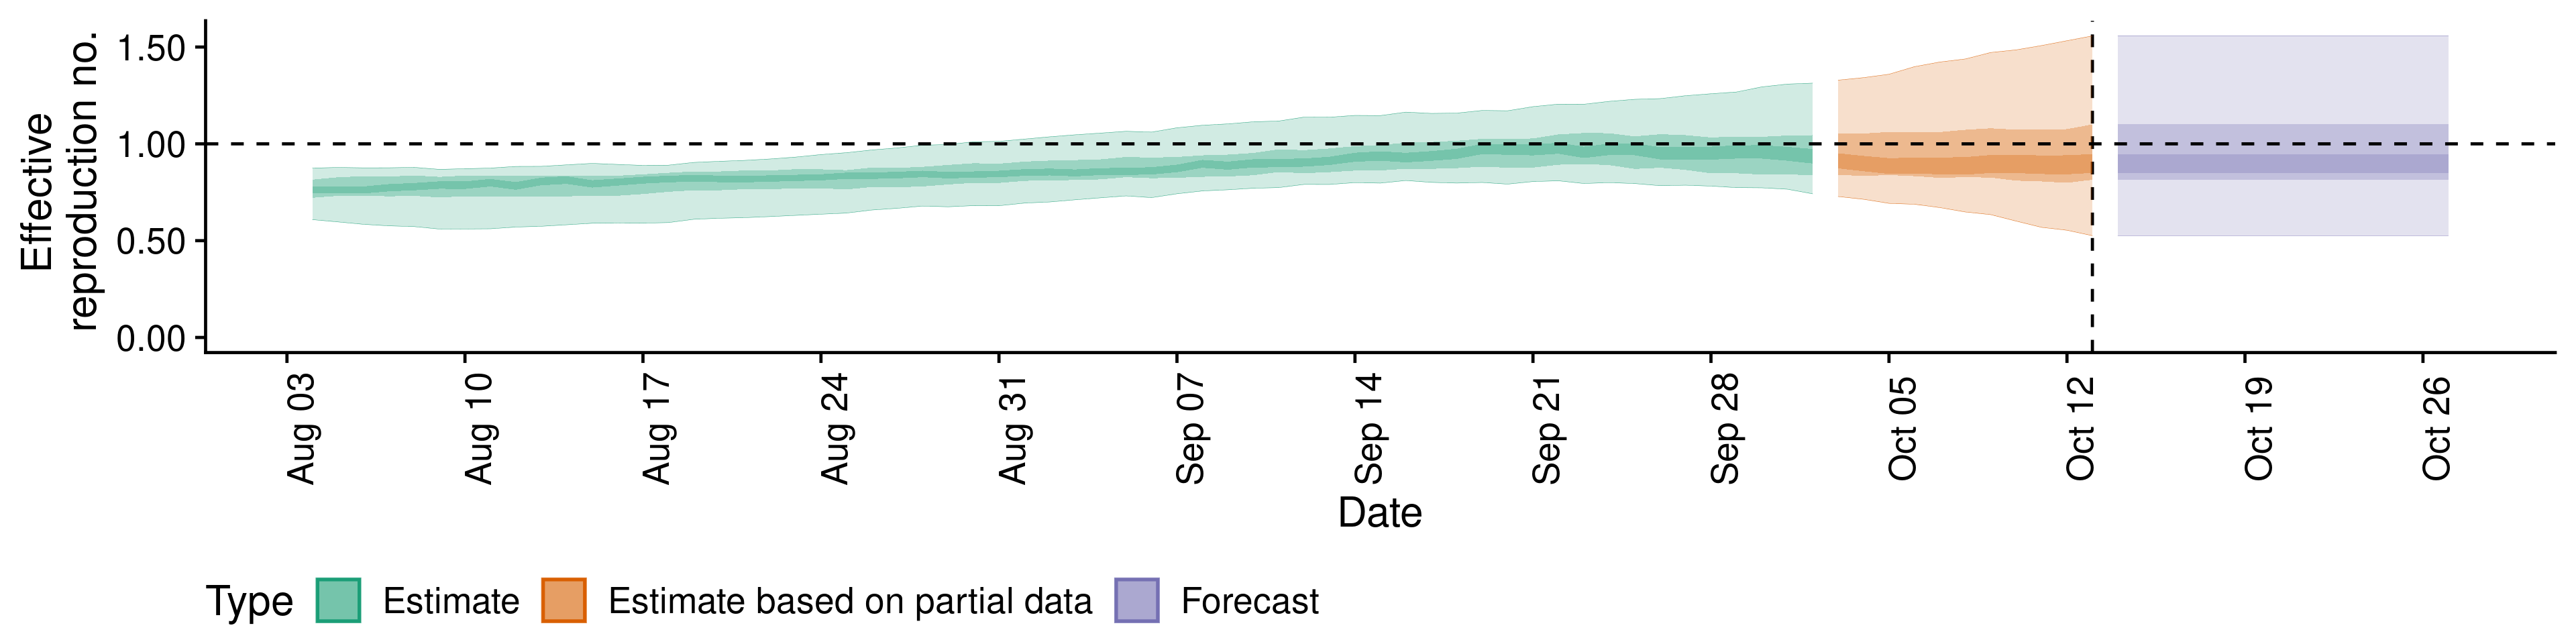 Effective
reproduction no.
1.50
1.00
0.50
0.00
Aug 03
Aug 10
Aug 17
Aug 24
Aug 31
Sep 07
Sep 14
Sep 21
Sep 28
Oct 05
Oct 12
Oct 19
Oct 26
Date
Type Estimate Estimate based on partial data Forecast